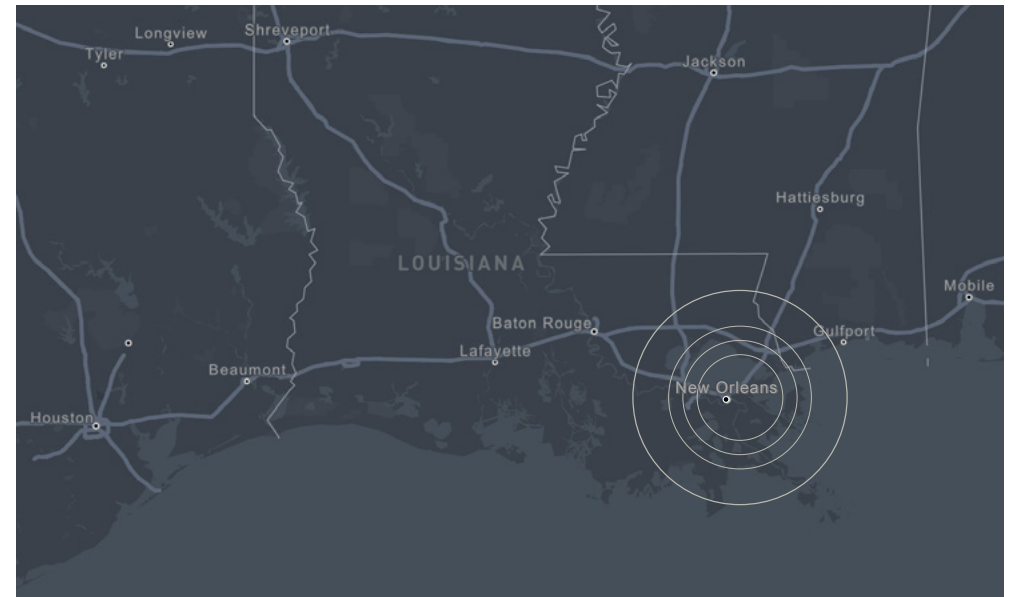 Longview
Shreveport
Tyler
Jackson
Hattiesburg
LOUISIANA
Mobile
Baton Rouge
Gulfport
Lafayette
Beaumont
New Orleans
Houston